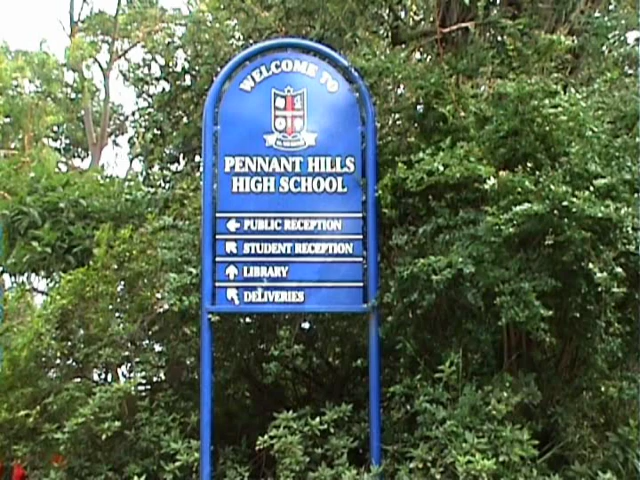 WELCOME TO
PENNANT HILLS
HIGH SCHOOL
PUBLIC RECEPTION
STUDENT RECEPTION
LIBRARY
DELIVERIES